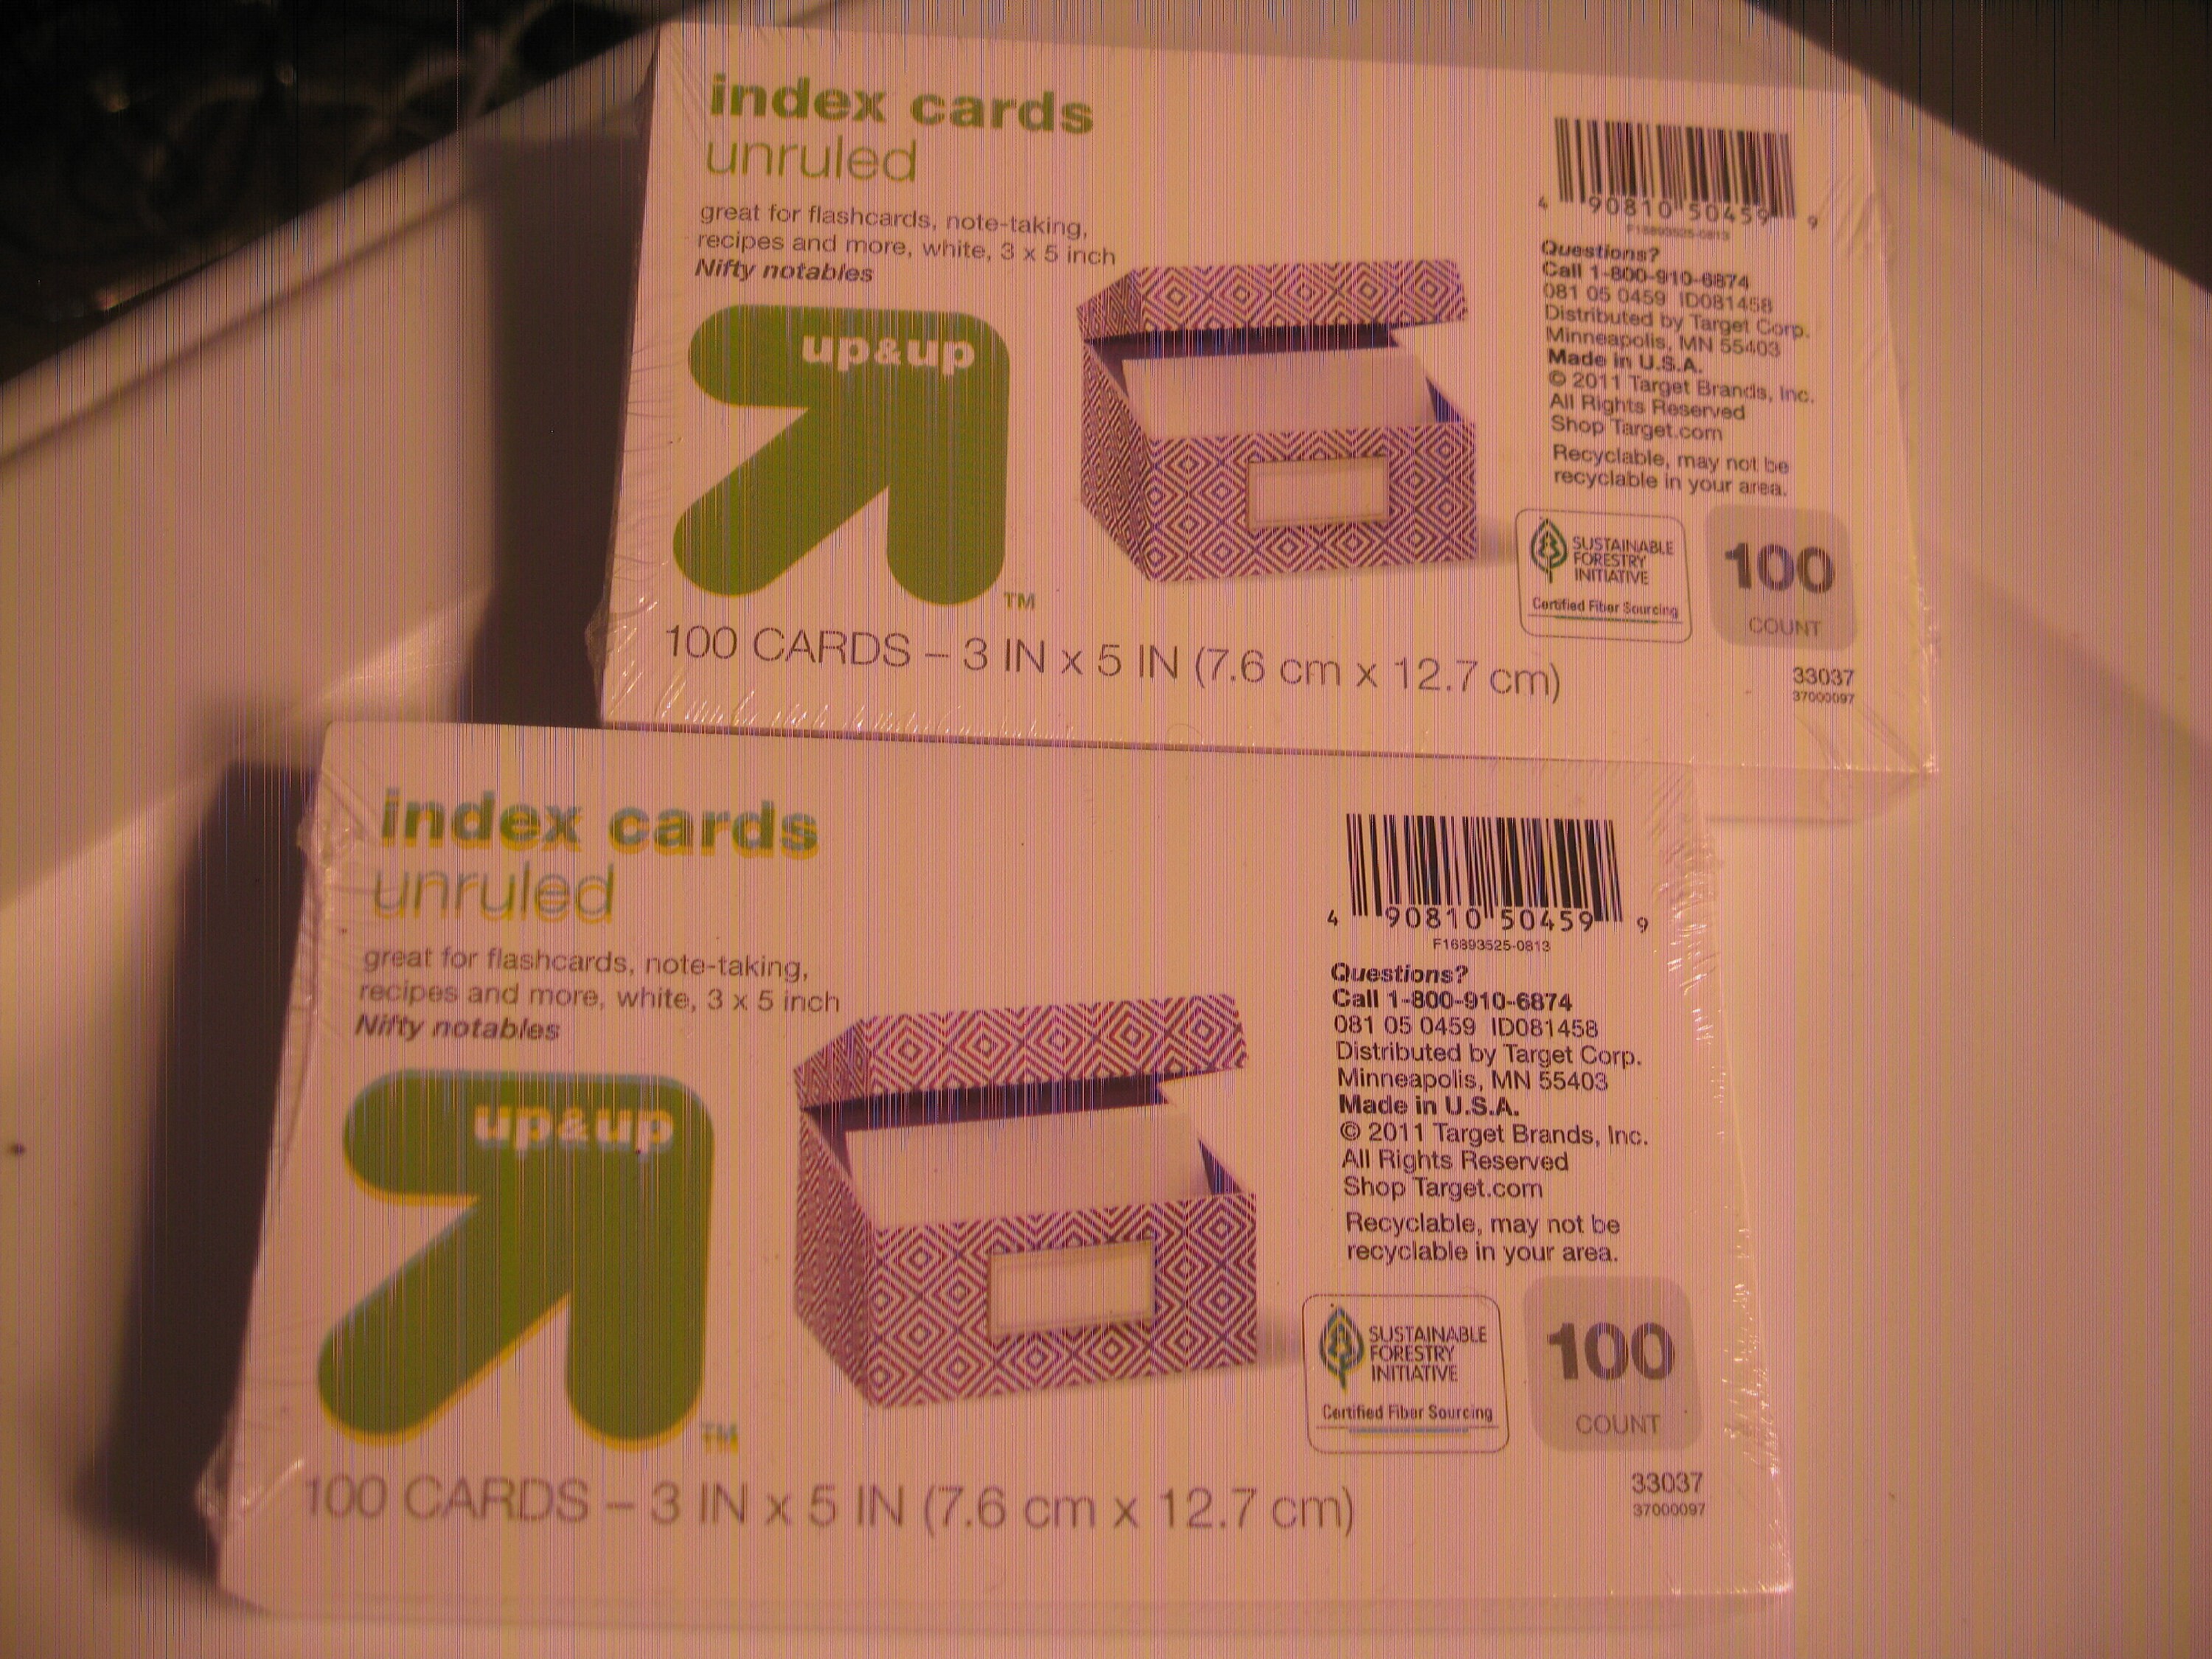 index cards
unruled
great for flashcards, note-taking,
recipes and more, white, 3 x 5 inch
Nifty notables
up&up
TM
100 CARDS – 3 IN x 5 IN (7.6 cm x 12.7 cm)
4 90810 50459 9
F16893525-0813
Questions?
Call 1-800-910-6874
081 05 0459 ID081458
Distributed by Target Corp.
Minneapolis, MN 55403
Made in U.S.A.
© 2011 Target Brands, Inc.
All Rights Reserved
Shop Target.com
Recyclable, may not be
recyclable in your area.
SUSTAINABLE
FORESTRY
INITIATIVE
Certified Fiber Sourcing
100
COUNT
33037
37000097
index cards
unruled
great for flashcards, note-taking,
recipes and more, white, 3 x 5 inch
Nifty notables
up&up
TM
100 CARDS – 3 IN x 5 IN (7.6 cm x 12.7 cm)
4 90810 50459 9
F16893525-0813
Questions?
Call 1-800-910-6874
081 05 0459 ID081458
Distributed by Target Corp.
Minneapolis, MN 55403
Made in U.S.A.
© 2011 Target Brands, Inc.
All Rights Reserved
Shop Target.com
Recyclable, may not be
recyclable in your area.
SUSTAINABLE
FORESTRY
INITIATIVE
Certified Fiber Sourcing
100
COUNT
33037
37000097